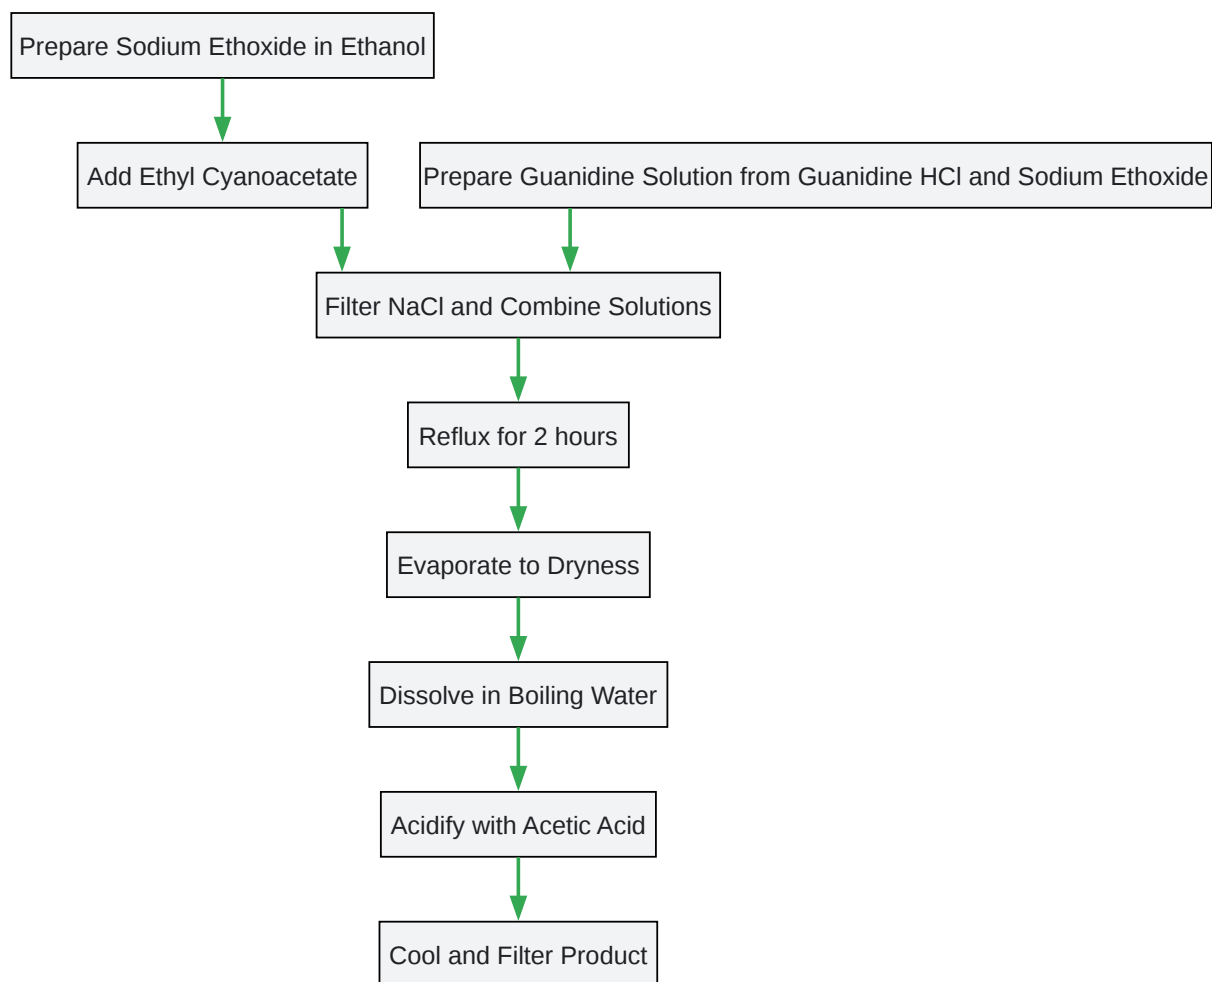 Prepare Sodium Ethoxide in Ethanol
Add Ethyl Cyanoacetate
Prepare Guanidine Solution from Guanidine HCl and Sodium Ethoxide
Filter NaCl and Combine Solutions
Reflux for 2 hours
Evaporate to Dryness
Dissolve in Boiling Water
Acidify with Acetic Acid
Cool and Filter Product